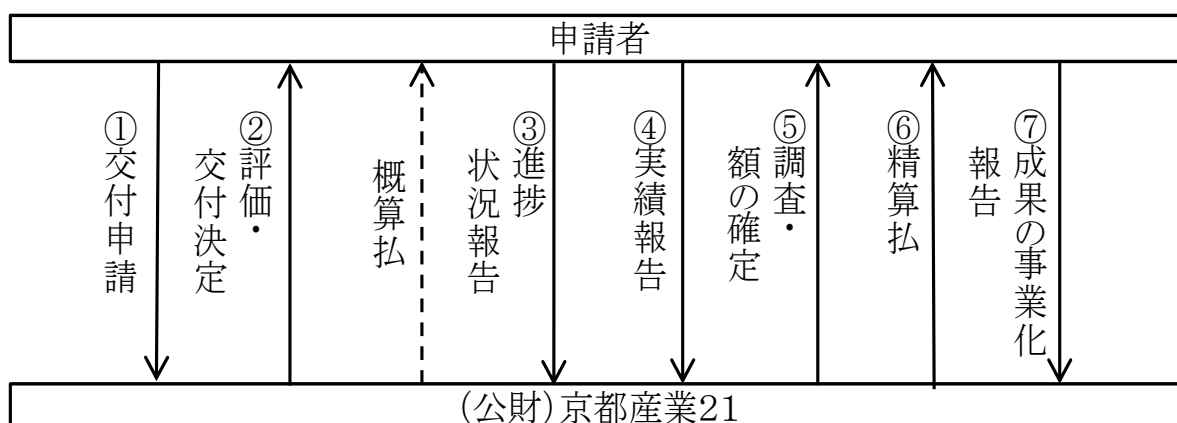 申請者
①交付申請
②評価・
交付決定
概算払
③進捗
状況報告
④実績報告
⑤調査・
額の確定
⑥精算払
⑦成果の事業化
報告
(公財)京都産業21